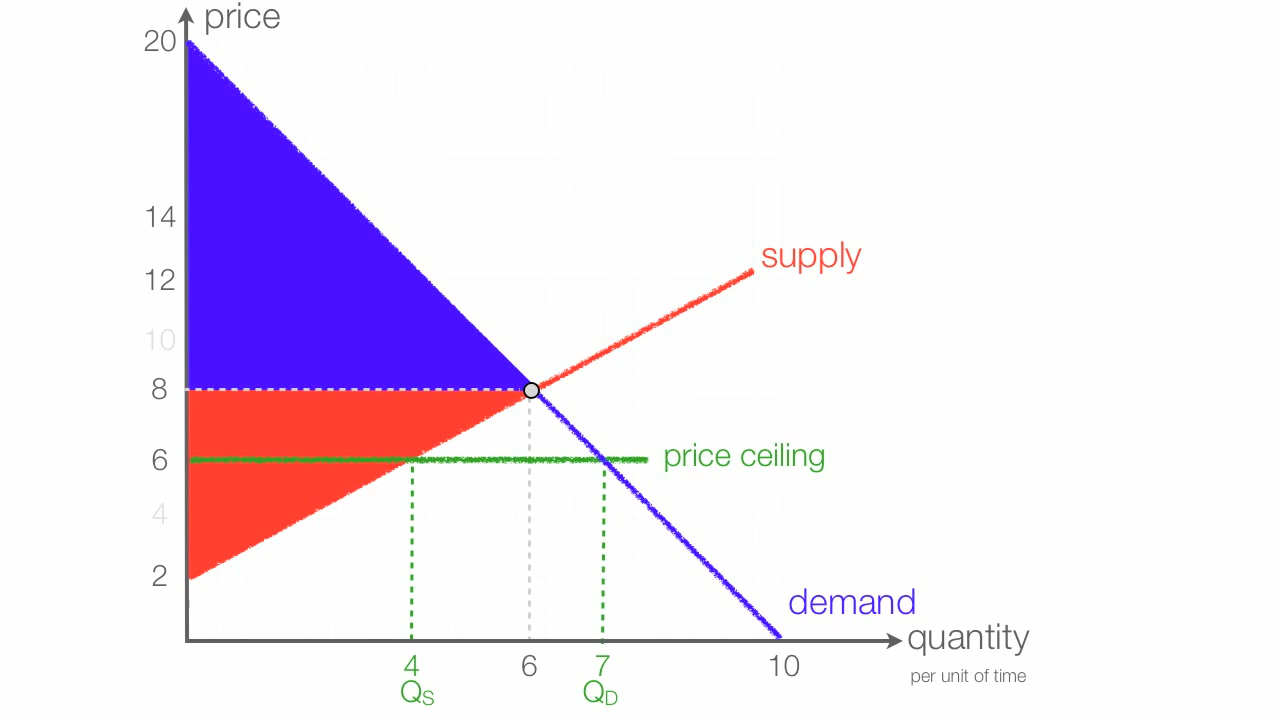 price
20
14
12
10
8
6
4
2
supply
price ceiling
demand
quantity
per unit of time
4
6
7
10
QS
QD